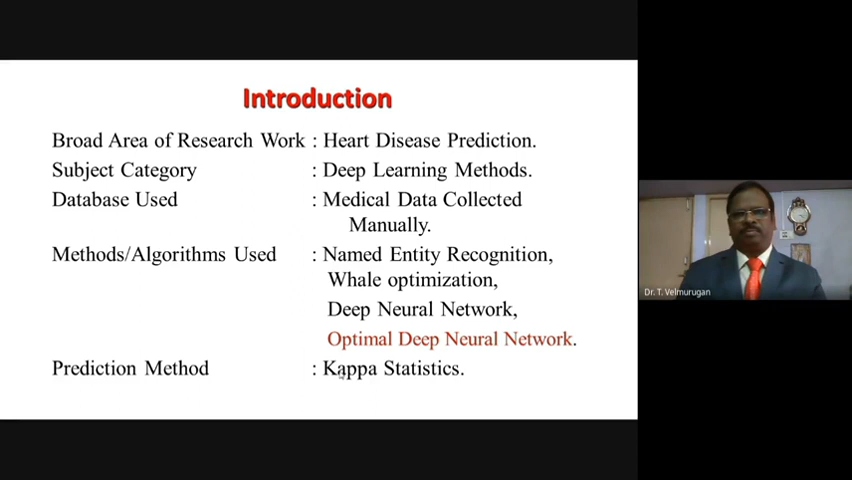 Introduction
Broad Area of Research Work : Heart Disease Prediction.
Subject Category : Deep Learning Methods.
Database Used : Medical Data Collected
Manually.
Methods/Algorithms Used : Named Entity Recognition,
Whale optimization,
Deep Neural Network,
Optimal Deep Neural Network.
Prediction Method : Kappa Statistics.
Dr. T. Velmurugan